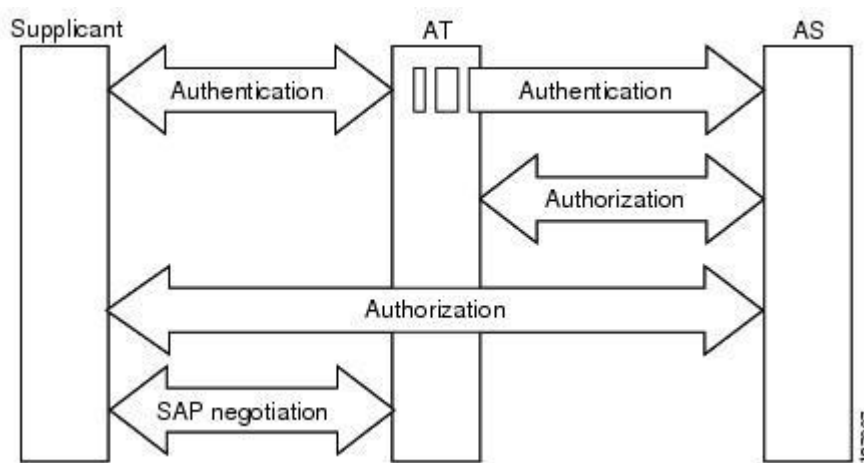 Supplicant
AT
AS
Authentication
Authentication
Authorization
Authorization
SAP negotiation